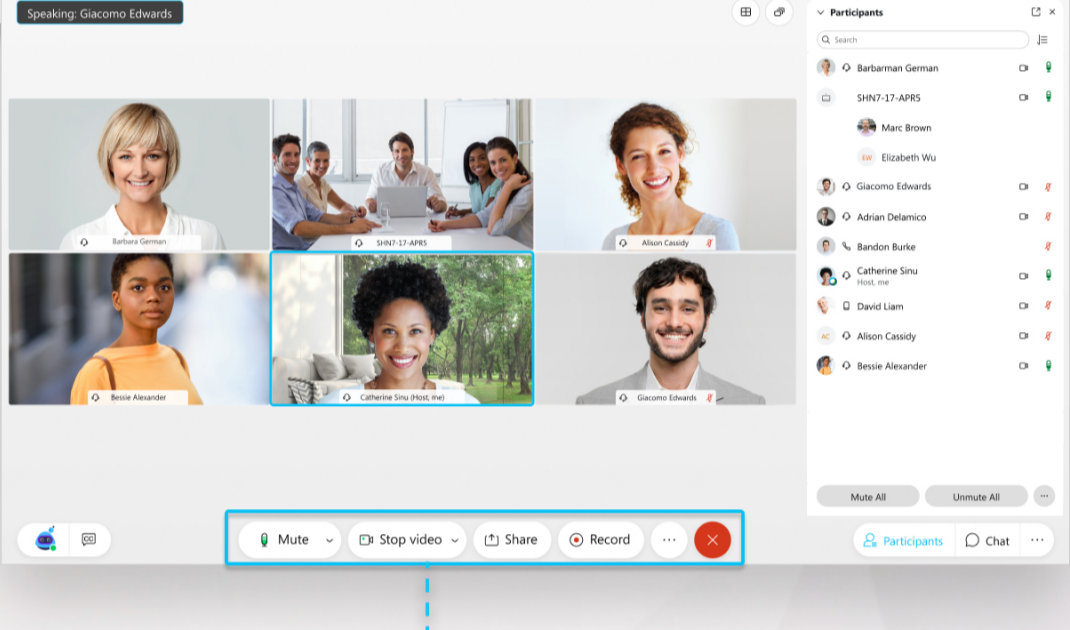 Speaking: Giacomo Edwards
Barbara German
SHN7-17-APR5
Alison Cassidy
Bessie Alexander
Catherine Sinu (Host, me)
Giacomo Edwards
Participants
Search
Barbarman German
SHN7-17-APR5
Marc Brown
EW Elizabeth Wu
Giacomo Edwards
Adrian Delamico
Bandon Burke
Catherine Sinu
Host, me
David Liam
AC Alison Cassidy
Bessie Alexander
Mute All Unmute All ...
CC Mute Stop video Share Record ... Participants Chat ...